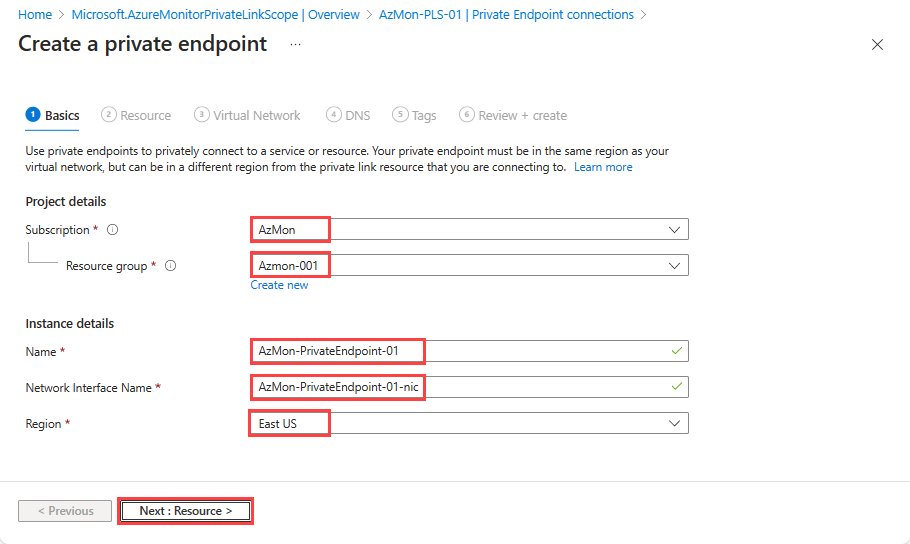 Home > Microsoft.AzureMonitorPrivateLinkScope | Overview > AzMon-PLS-01 | Private Endpoint connections >
Create a private endpoint ...
1 Basics 2 Resource 3 Virtual Network 4 DNS 5 Tags 6 Review + create
Use private endpoints to privately connect to a service or resource. Your private endpoint must be in the same region as your
virtual network, but can be in a different region from the private link resource that you are connecting to. Learn more
Project details
Subscription * AzMon
Resource group * Azmon-001
Create new
Instance details
Name * AzMon-PrivateEndpoint-01
Network Interface Name * AzMon-PrivateEndpoint-01-nic
Region * East US
< Previous Next : Resource >